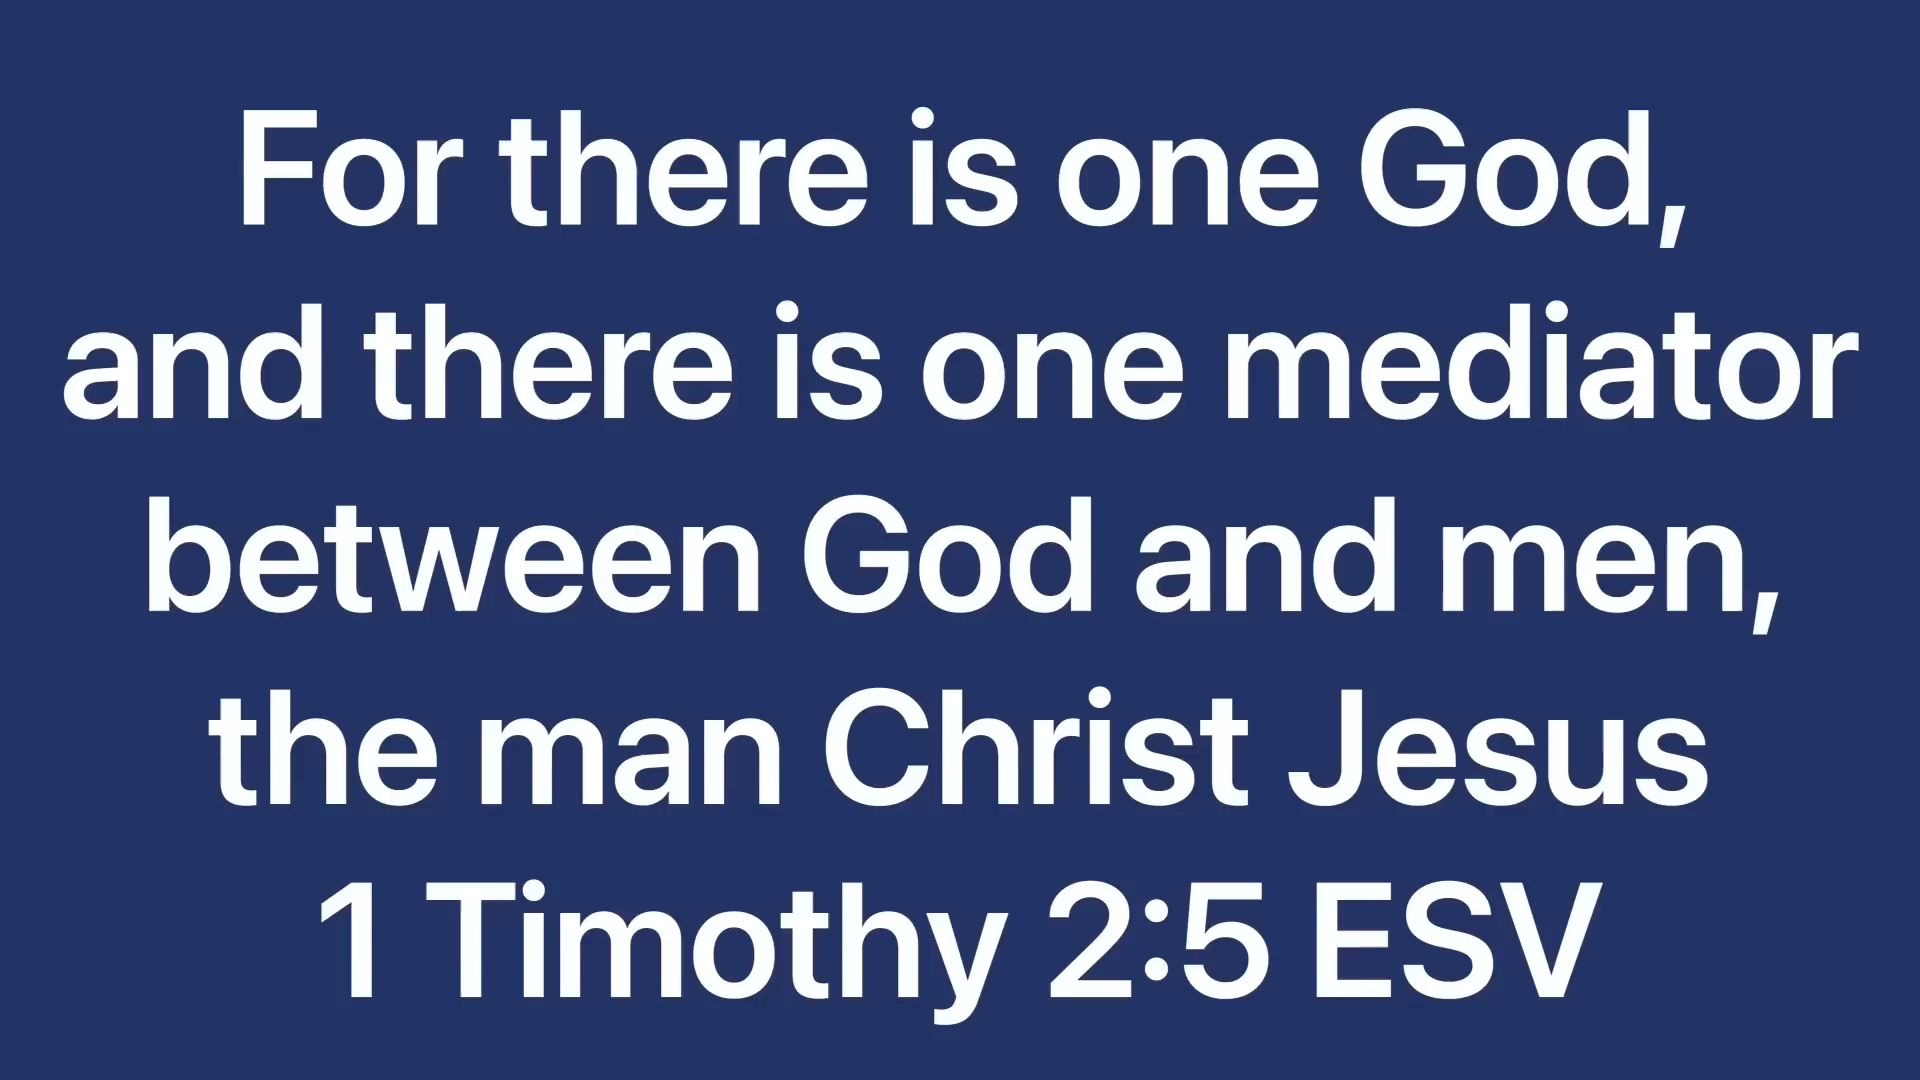 For there is one God,
and there is one mediator
between God and men,
the man Christ Jesus
1 Timothy 2:5 ESV